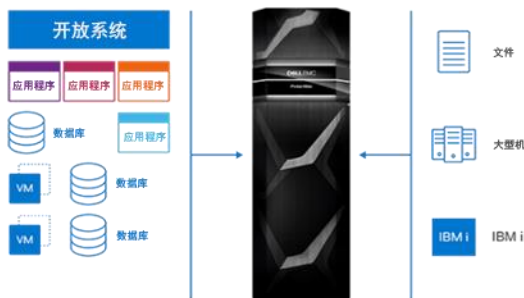 开放系统
应用程序 应用程序 应用程序
数据库
应用程序
VM
数据库
VM
数据库
DELL EMC
PowerMax
文件
大型机
IBM i
IBM i